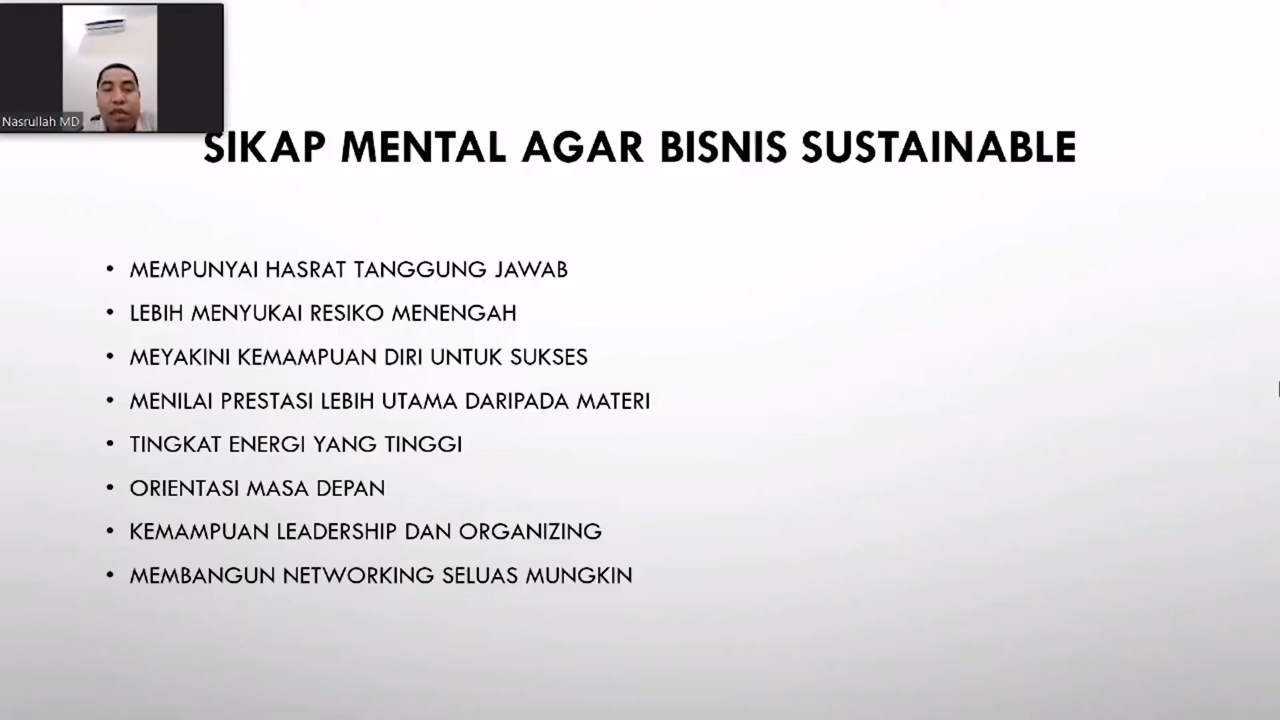 Nasrullah MD
SIKAP MENTAL AGAR BISNIS SUSTAINABLE
• MEMPUNYAI HASRAT TANGGUNG JAWAB
• LEBIH MENYUKAI RESIKO MENENGAH
• MEYAKINI KEMAMPUAN DIRI UNTUK SUKSES
• MENILAI PRESTASI LEBIH UTAMA DARIPADA MATERI
• TINGKAT ENERGI YANG TINGGI
• ORIENTASI MASA DEPAN
• KEMAMPUAN LEADERSHIP DAN ORGANIZING
• MEMBANGUN NETWORKING SELUAS MUNGKIN